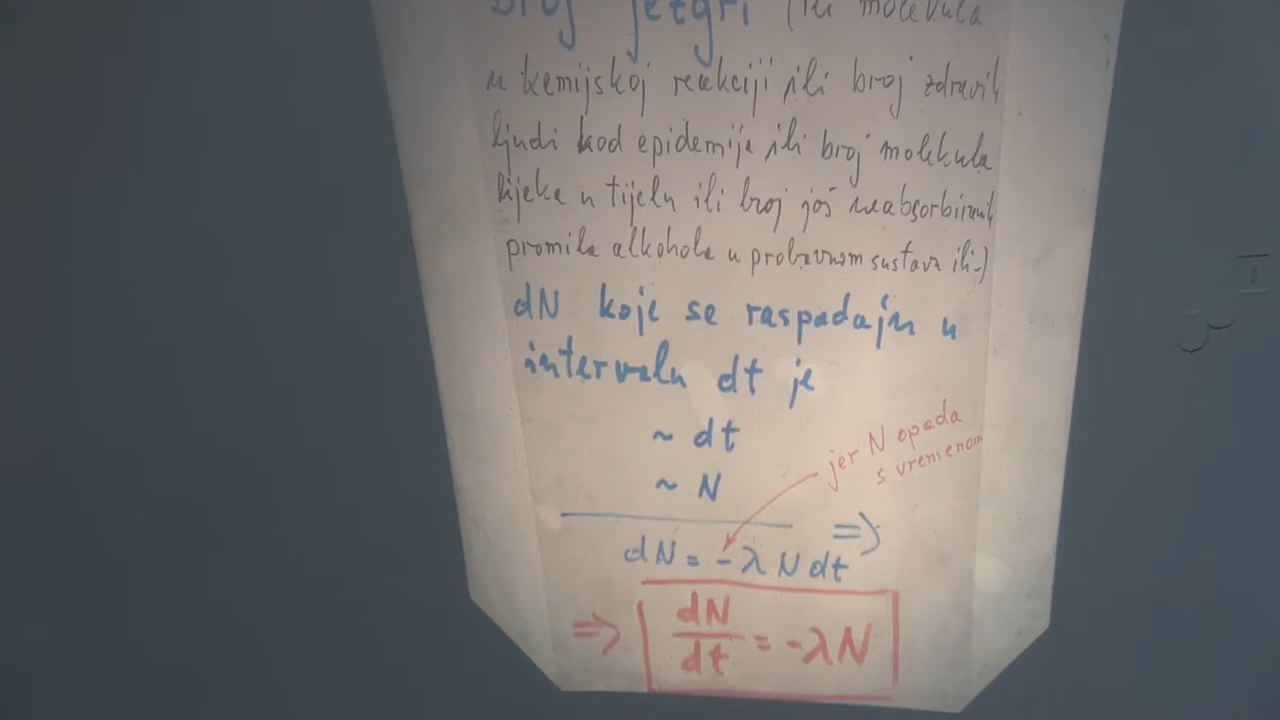 broj jezgri (ili molekula
u kemijskoj reakciji ili broj zdravih
ljudi kod epidemije ili broj molekula
lijeka u tijelu ili broj još neabsorbiranih
promila alkohola u probavnom sustavu ili-)
dN koje se raspadaju u
intervalu dt je
~ dt
~ N
jer N opada
s vremenom
=>
dN = -λ N dt
=> dN/dt = -λN